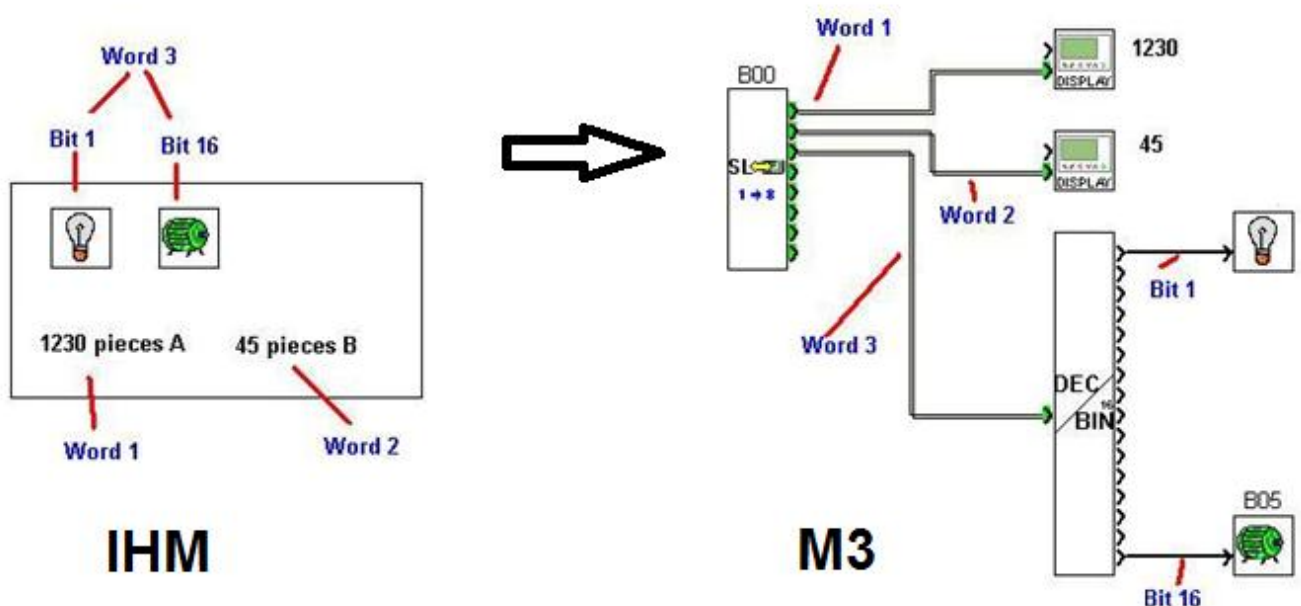 Word 3
Bit 1
Bit 16
1230 pieces A
45 pieces B
Word 1
Word 2
IHM
Word 1
B00
SL
1 → 8
DISPLAY
1230
DISPLAY
45
Word 2
Word 3
DEC
16
BIN
Bit 1
B05
Bit 16
M3